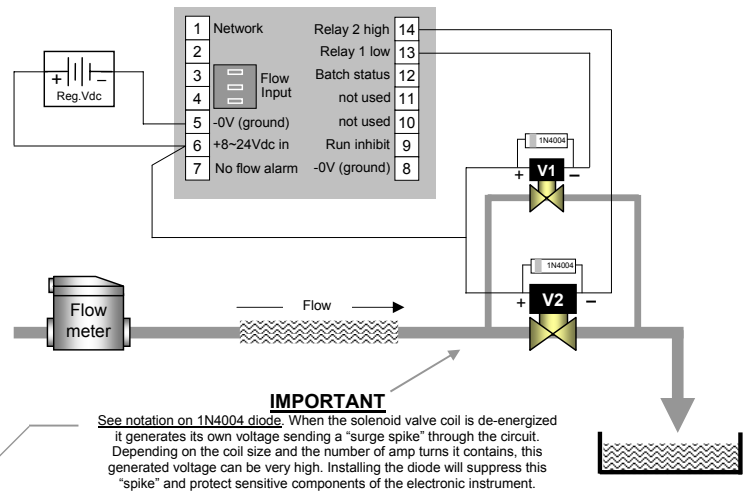 1 Network
2
3
4
Flow
Input
5 -0V (ground)
6 +8~24Vdc in
7 No flow alarm
Relay 2 high 14
Relay 1 low 13
Batch status 12
not used 11
not used 10
Run inhibit 9
-0V (ground) 8
+ –
Reg.Vdc
1N4004
+ V1 –
1N4004
+ V2 –
Flow
meter
Flow
IMPORTANT
See notation on 1N4004 diode. When the solenoid valve coil is de-energized
it generates its own voltage sending a “surge spike” through the circuit.
Depending on the coil size and the number of amp turns it contains, this
generated voltage can be very high. Installing the diode will suppress this
“spike” and protect sensitive components of the electronic instrument.